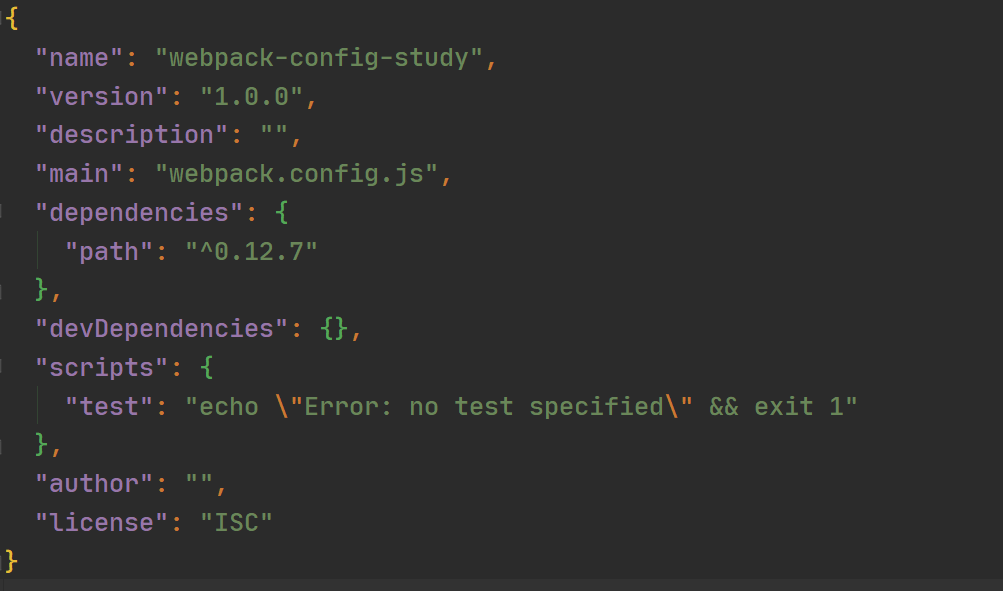 {
"name": "webpack-config-study",
"version": "1.0.0",
"description": "",
"main": "webpack.config.js",
"dependencies": {
"path": "^0.12.7"
},
"devDependencies": {},
"scripts": {
"test": "echo \"Error: no test specified\" && exit 1"
},
"author": "",
"license": "ISC"
}